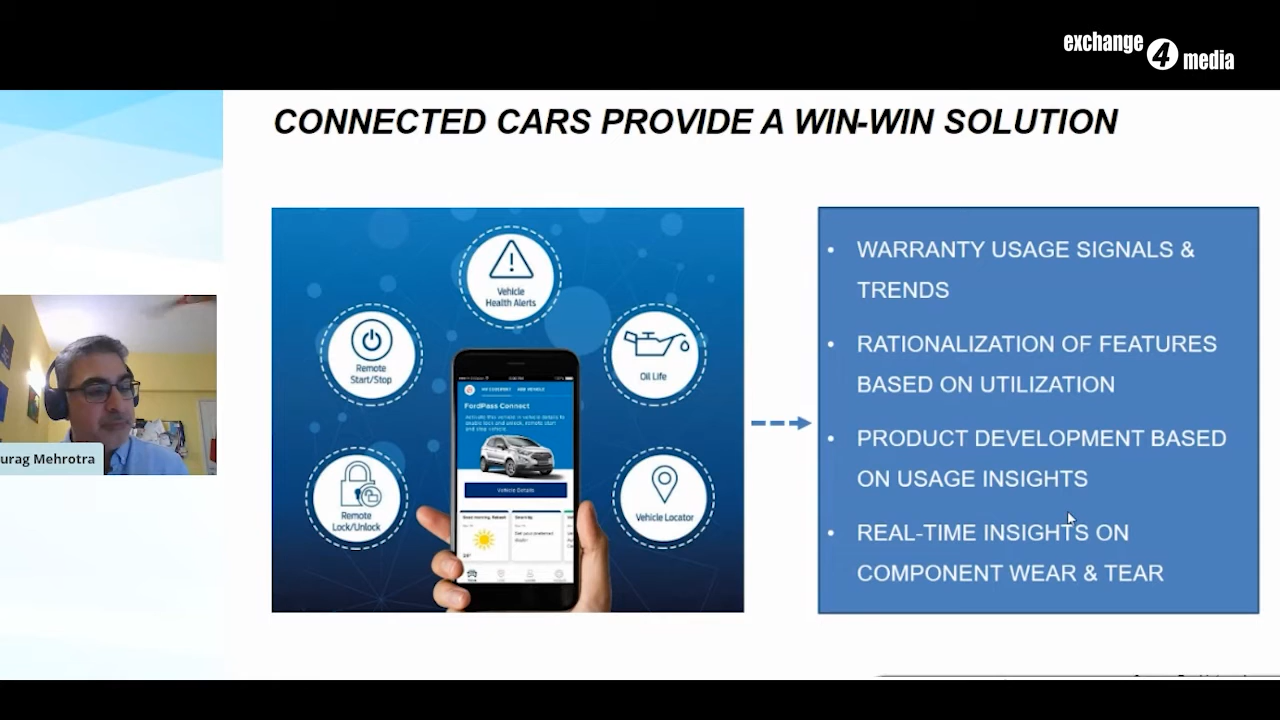 exchange
4
media
CONNECTED CARS PROVIDE A WIN-WIN SOLUTION
Vehicle
Health Alerts
Remote
Start/Stop
Oil Life
Remote
Lock/Unlock
Vehicle Locator
FordPass Connect
Vehicle Details
• WARRANTY USAGE SIGNALS &
TRENDS
• RATIONALIZATION OF FEATURES
BASED ON UTILIZATION
• PRODUCT DEVELOPMENT BASED
ON USAGE INSIGHTS
• REAL-TIME INSIGHTS ON
COMPONENT WEAR & TEAR
urag Mehrotra